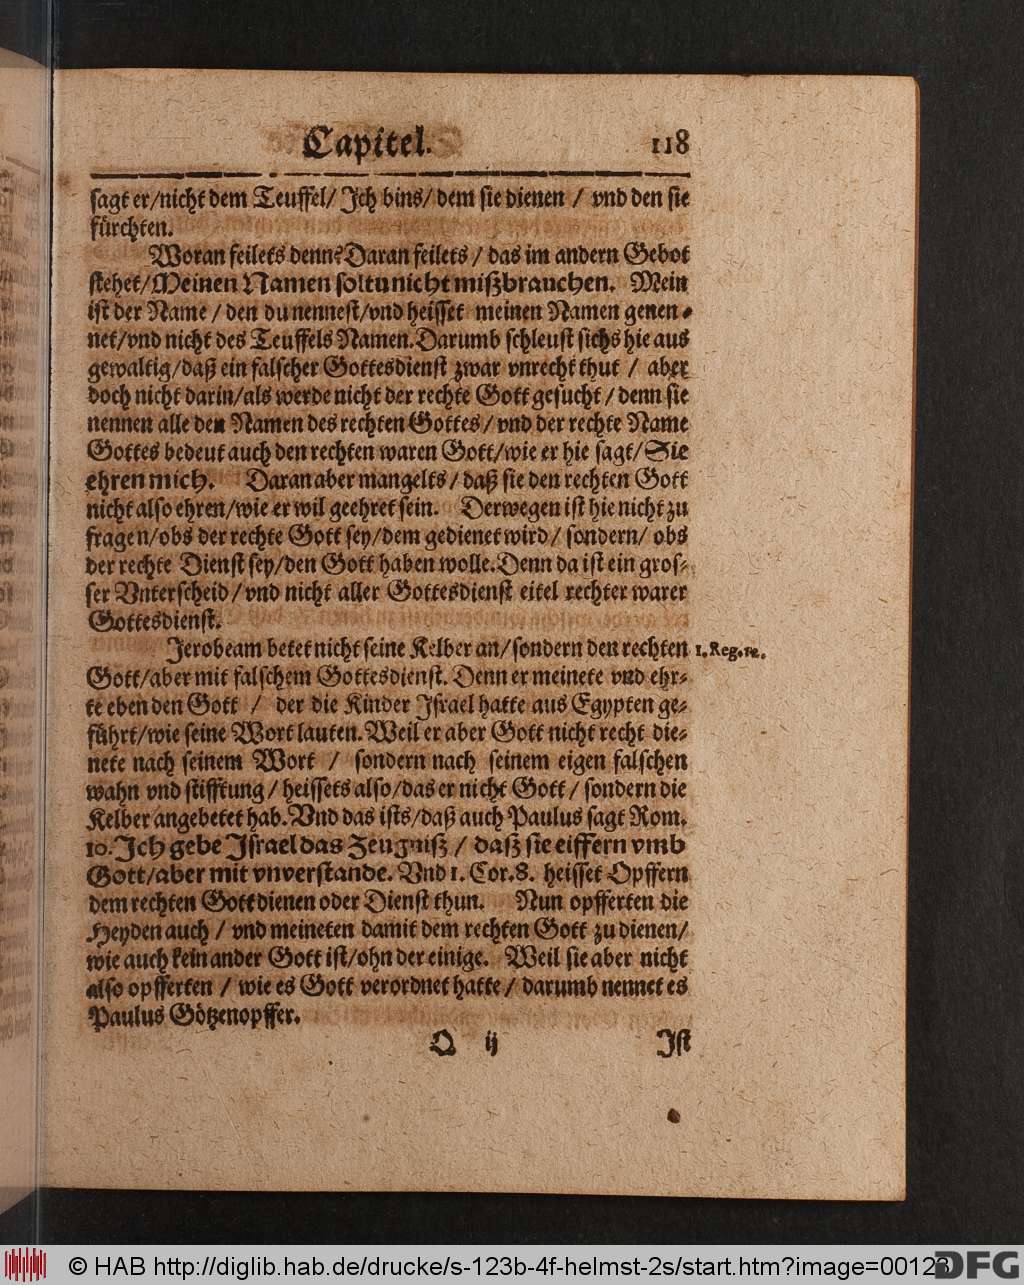 Capitel. 118
ſagt er/nicht dem Teuffel/ Jch bins/ dem ſie dienen / vnd den ſie
fürchten.
Woran feilets denn? Daran feilets / das im andern Gebot
ſtehet/Meinen Namen ſoltu nicht mißbrauchen. Mein
iſt der Name / den du nenneſt/vnd heiſſet meinen Namen genen-
net/vnd nicht des Teuffels Namen. Darumb ſchleuſt ſichs hie aus
gewaltig/daß ein falſcher Gottesdienſt zwar vnrecht thut / aber
doch nicht darin/als werde nicht der rechte Gott geſucht / denn ſie
nennen alle den Namen des rechten Gottes / vnd der rechte Name
Gottes bedeut auch den rechten waren Gott/wie er hie ſagt/Sie
ehren mich. Daran aber mangelts / daß ſie den rechten Gott
nicht alſo ehren/wie er wil geehret ſein. Derwegen iſt hie nicht zu
fragen/obs der rechte Gott ſey/dem gedienet wird/ ſondern/ obs
der rechte Dienſt ſey/den Gott haben wolle. Denn da iſt ein groſ-
ſer Vnterſcheid / vnd nicht aller Gottesdienſt eitel rechter warer
Gottesdienſt.
Jerobeam betet nicht ſeine Kelber an/ſondern den rechten 1. Reg.
Gott/aber mit falſchem Gottesdienſt. Denn er meinete vnd ehr-
te eben den Gott / der die Kinder Jſrael hatte aus Egypten ge-
führt/wie ſeine Wort lauten. Weil er aber Gott nicht recht die-
nete nach ſeinem Wort / ſondern nach ſeinem eigen falſchen
wahn vnd ſtifftung / heiſſets alſo/das er nicht Gott / ſondern die
Kelber angebetet hab. Vnd das iſts/daß auch Paulus ſagt Rom.
10. Jch gebe Jſrael das Zeugniß / daß ſie eiffern vmb
Gott/aber mit vnverſtande. Vnd 1. Cor. 8. heiſſet Opffern
dem rechten Gott dienen oder Dienſt thun. Nun opfferten die
Heyden auch / vnd meineten damit dem rechten Gott zu dienen/
wie auch kein ander Gott iſt/ohn der einige. Weil ſie aber nicht
alſo opfferten / wie es Gott verordnet hatte / darumb nennet es
Paulus Götzenopffer.
Q ij Jſt
© HAB http://diglib.hab.de/drucke/s-123b-4f-helmst-2s/start.htm?image=00123 DFG